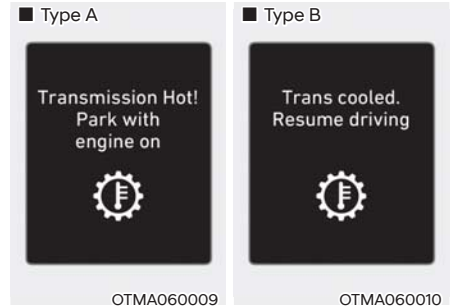 ■ Type A
Transmission Hot!
Park with
engine on
OTMA060009
■ Type B
Trans cooled.
Resume driving
OTMA060010